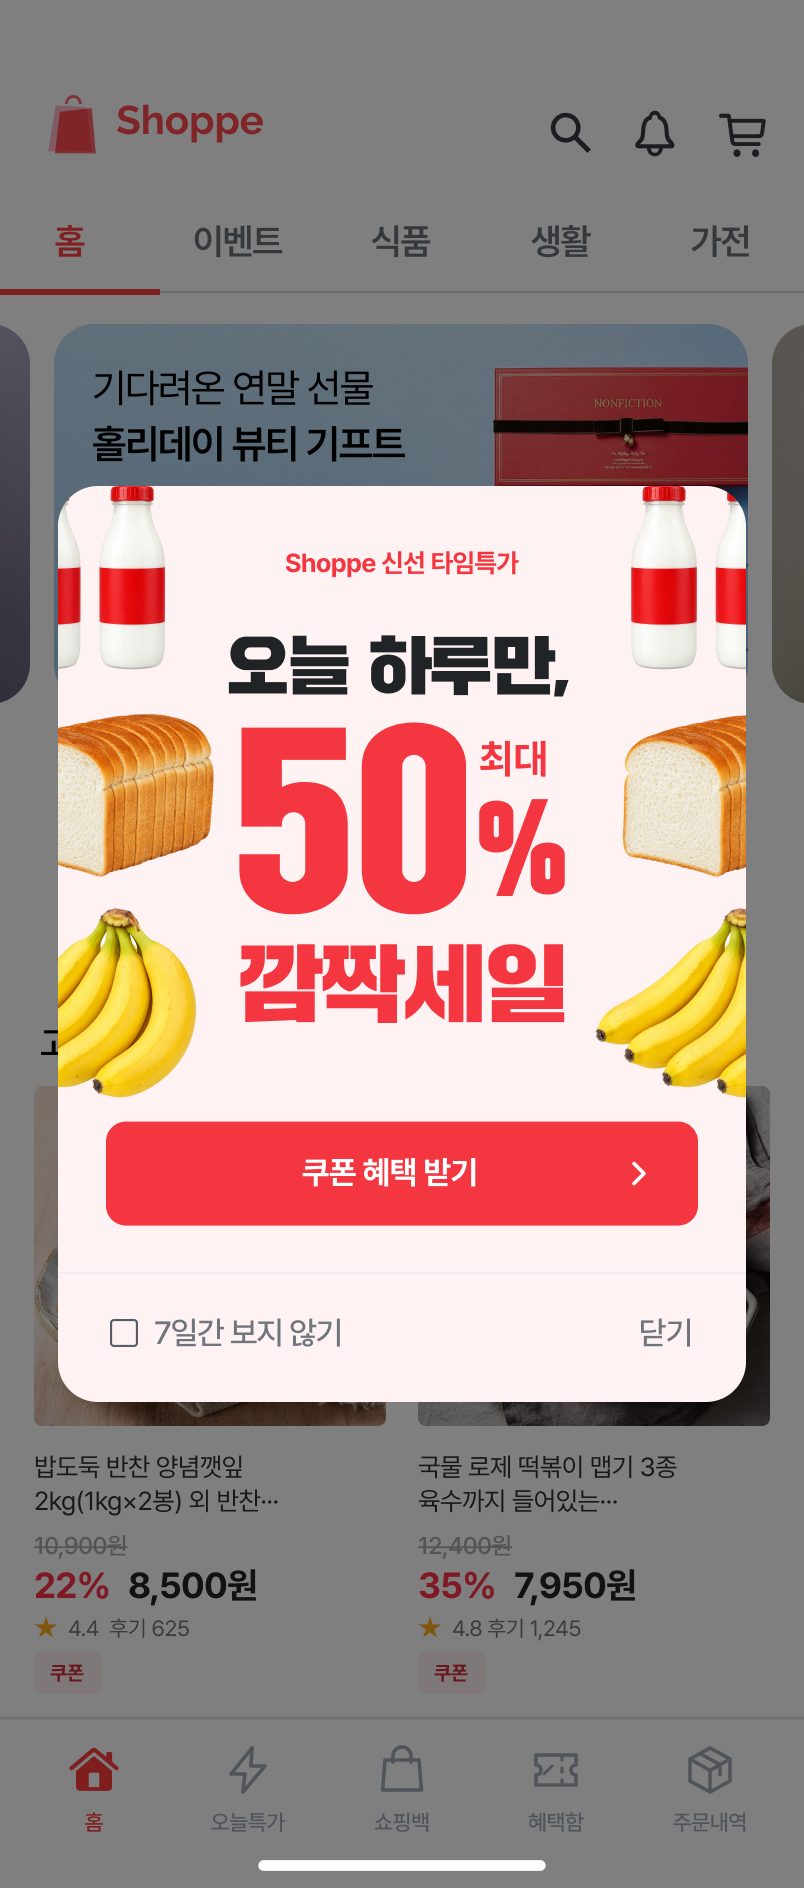 Shoppe
홈 이벤트 식품 생활 가전
기다려온 연말 선물
홀리데이 뷰티 기프트
NONFICTION
Shoppe 신선 타임특가
오늘 하루만,
최대
50%
깜짝세일
쿠폰 혜택 받기
7일간 보지 않기 닫기
밥도둑 반찬 양념깻잎
2kg(1kg×2봉) 외 반찬···
10,900원
22% 8,500원
4.4 후기 625
쿠폰
국물 로제 떡볶이 맵기 3종
육수까지 들어있는···
12,400원
35% 7,950원
4.8 후기 1,245
쿠폰
홈 오늘특가 쇼핑백 혜택함 주문내역